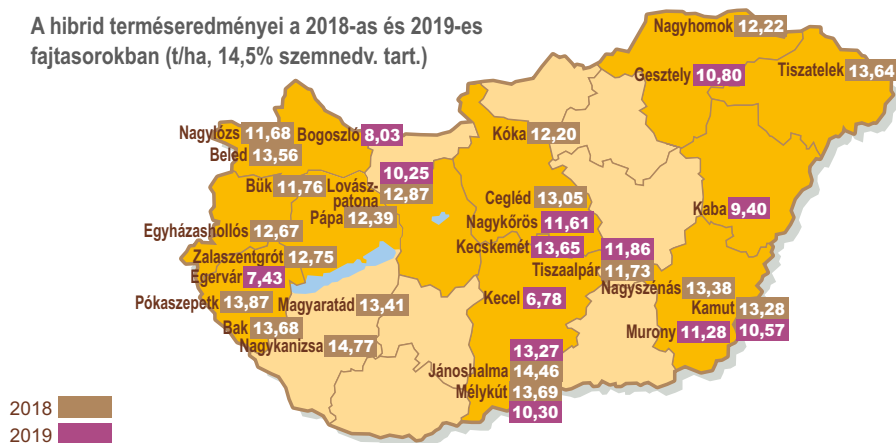 A hibrid terméseredményei a 2018-as és 2019-es
fajtasorokban (t/ha, 14,5% szemnedv. tart.)
Nagyhomok 12,22
Gesztely 10,80
Tiszatelek 13,64
Nagylózs 11,68
Bogoszló 8,03
Beled 13,56
Kóka 12,20
10,25
Bük 11,76
Lovász-
patona 12,87
Pápa 12,39
Cegléd 13,05
Kaba 9,40
Nagykőrös 11,61
Egyházashollós 12,67
Kecskemét 13,65
11,86
Zalaszentgrót 12,75
Tiszaalpár 11,73
Egervár 7,43
Nagyszénás 13,38
Pókaszepetk 13,87
Magyaratád 13,41
Kecel 6,78
Kamut 13,28
Bak 13,68
Murony 11,28
10,57
Nagykanizsa 14,77
13,27
Jánoshalma 14,46
Mélykút 13,69
10,30
2018
2019